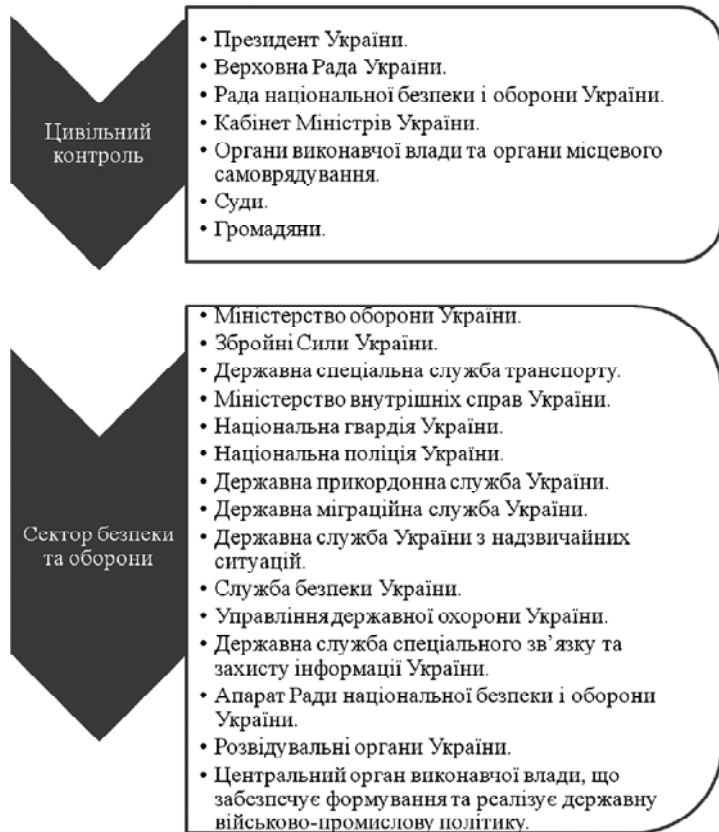 Цивільний
контроль
• Президент України.
• Верховна Рада України.
• Рада національної безпеки і оборони України.
• Кабінет Міністрів України.
• Органи виконавчої влади та органи місцевого
самоврядування.
• Суди.
• Громадяни.
Сектор безпеки
та оборони
• Міністерство оборони України.
• Збройні Сили України.
• Державна спеціальна служба транспорту.
• Міністерство внутрішніх справ України.
• Національна гвардія України.
• Національна поліція України.
• Державна прикордонна служба України.
• Державна міграційна служба України.
• Державна служба України з надзвичайних
ситуацій.
• Служба безпеки України.
• Управління державної охорони України.
• Державна служба спеціального зв’язку та
захисту інформації України.
• Апарат Ради національної безпеки і оборони
України.
• Розвідувальні органи України.
• Центральний орган виконавчої влади, що
забезпечує формування та реалізує державну
військово-промислову політику.